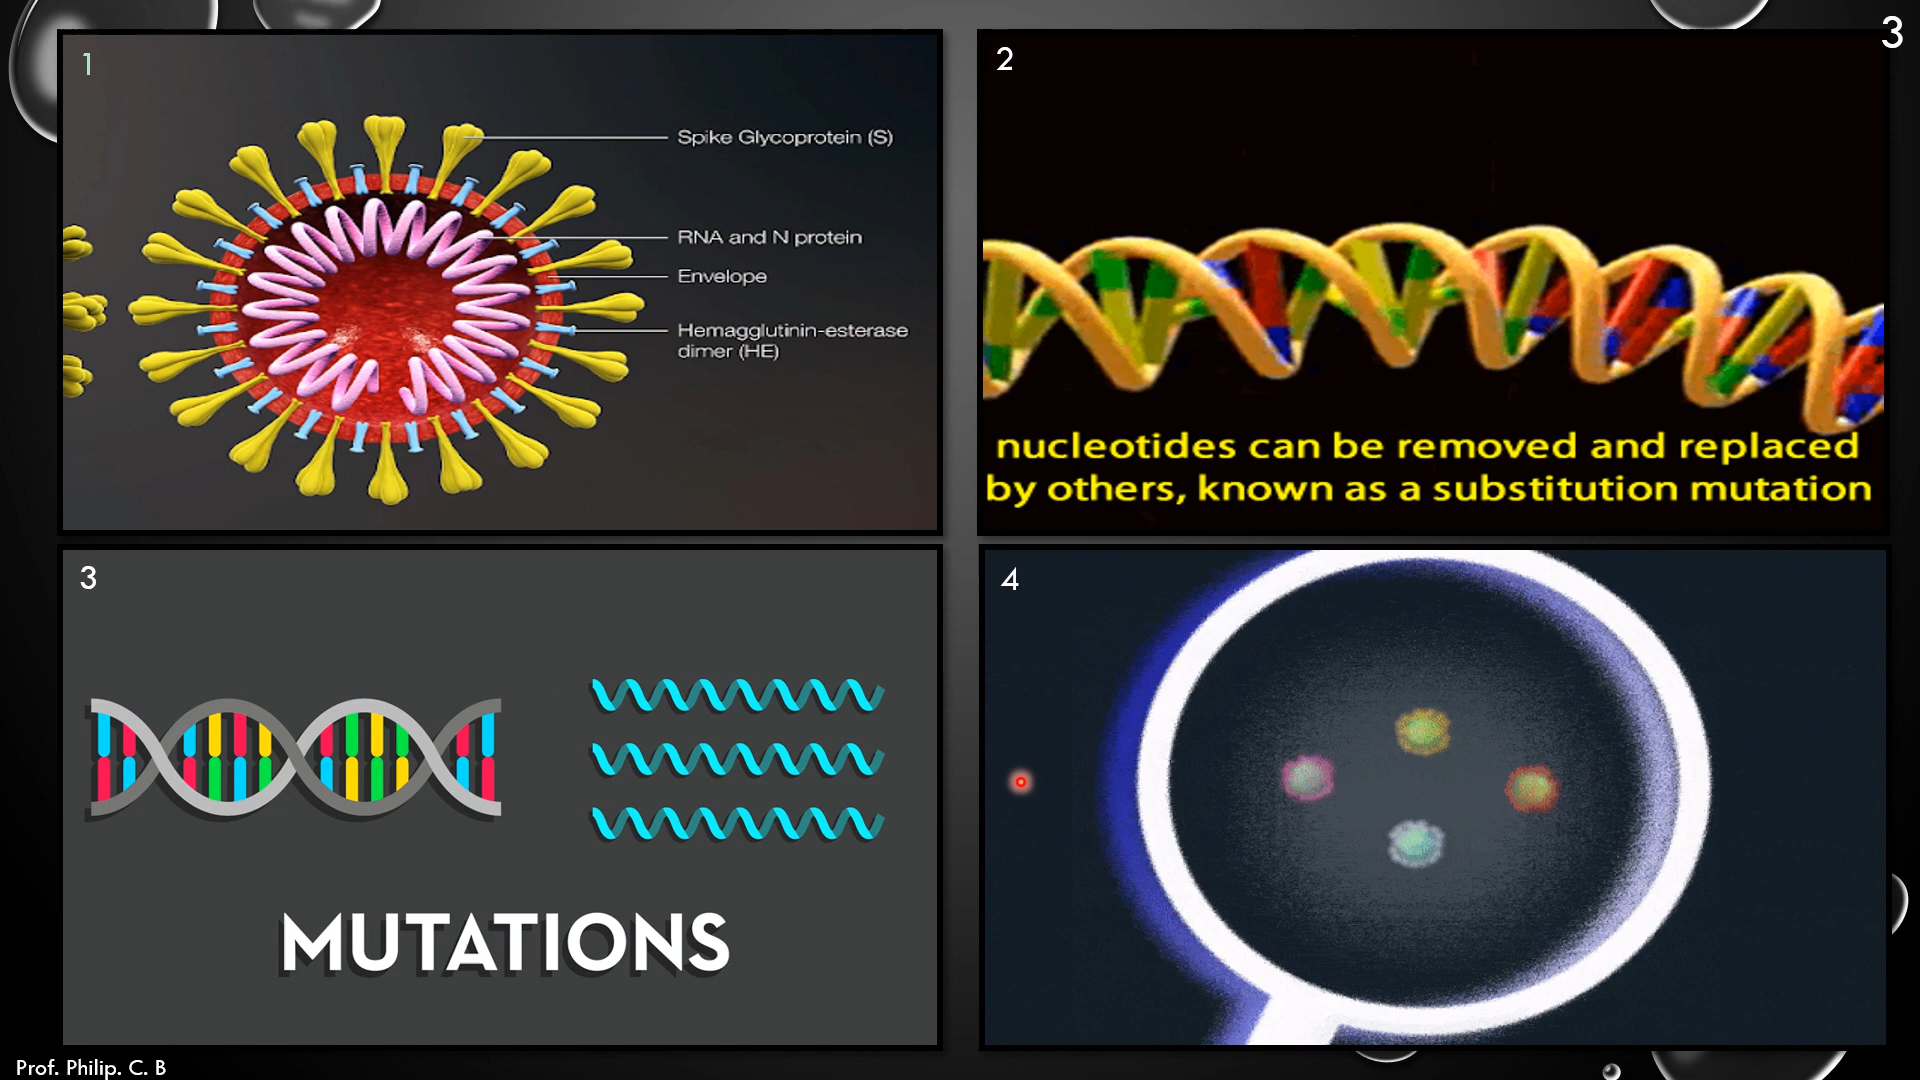 3
1
Spike Glycoprotein (S)
RNA and N protein
Envelope
Hemagglutinin-esterase
dimer (HE)
2
nucleotides can be removed and replaced
by others, known as a substitution mutation
3
MUTATIONS
4
Prof. Philip. C. B